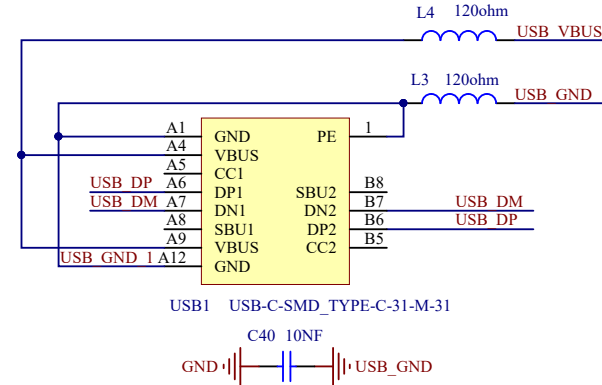 L4 120ohm
USB_VBUS
L3 120ohm
USB_GND
A1 GND PE 1
A4 VBUS
A5 CC1
USB_DP A6 DP1 SBU2 B8
USB_DM A7 DN1 DN2 B7 USB_DM
A8 SBU1 DP2 B6 USB_DP
A9 VBUS CC2 B5
USB_GND_1 A12 GND
USB1 USB-C-SMD_TYPE-C-31-M-31
C40 10NF
GND USB_GND